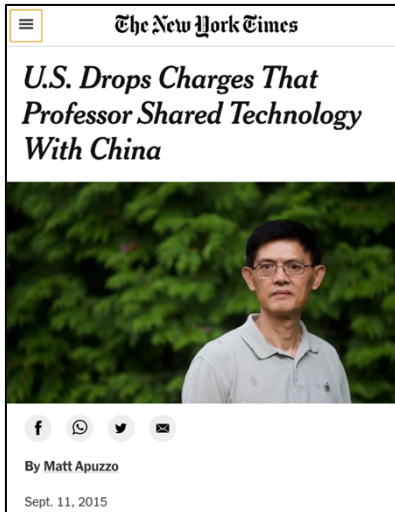 The New York Times
U.S. Drops Charges That
Professor Shared Technology
With China
By Matt Apuzzo
Sept. 11, 2015